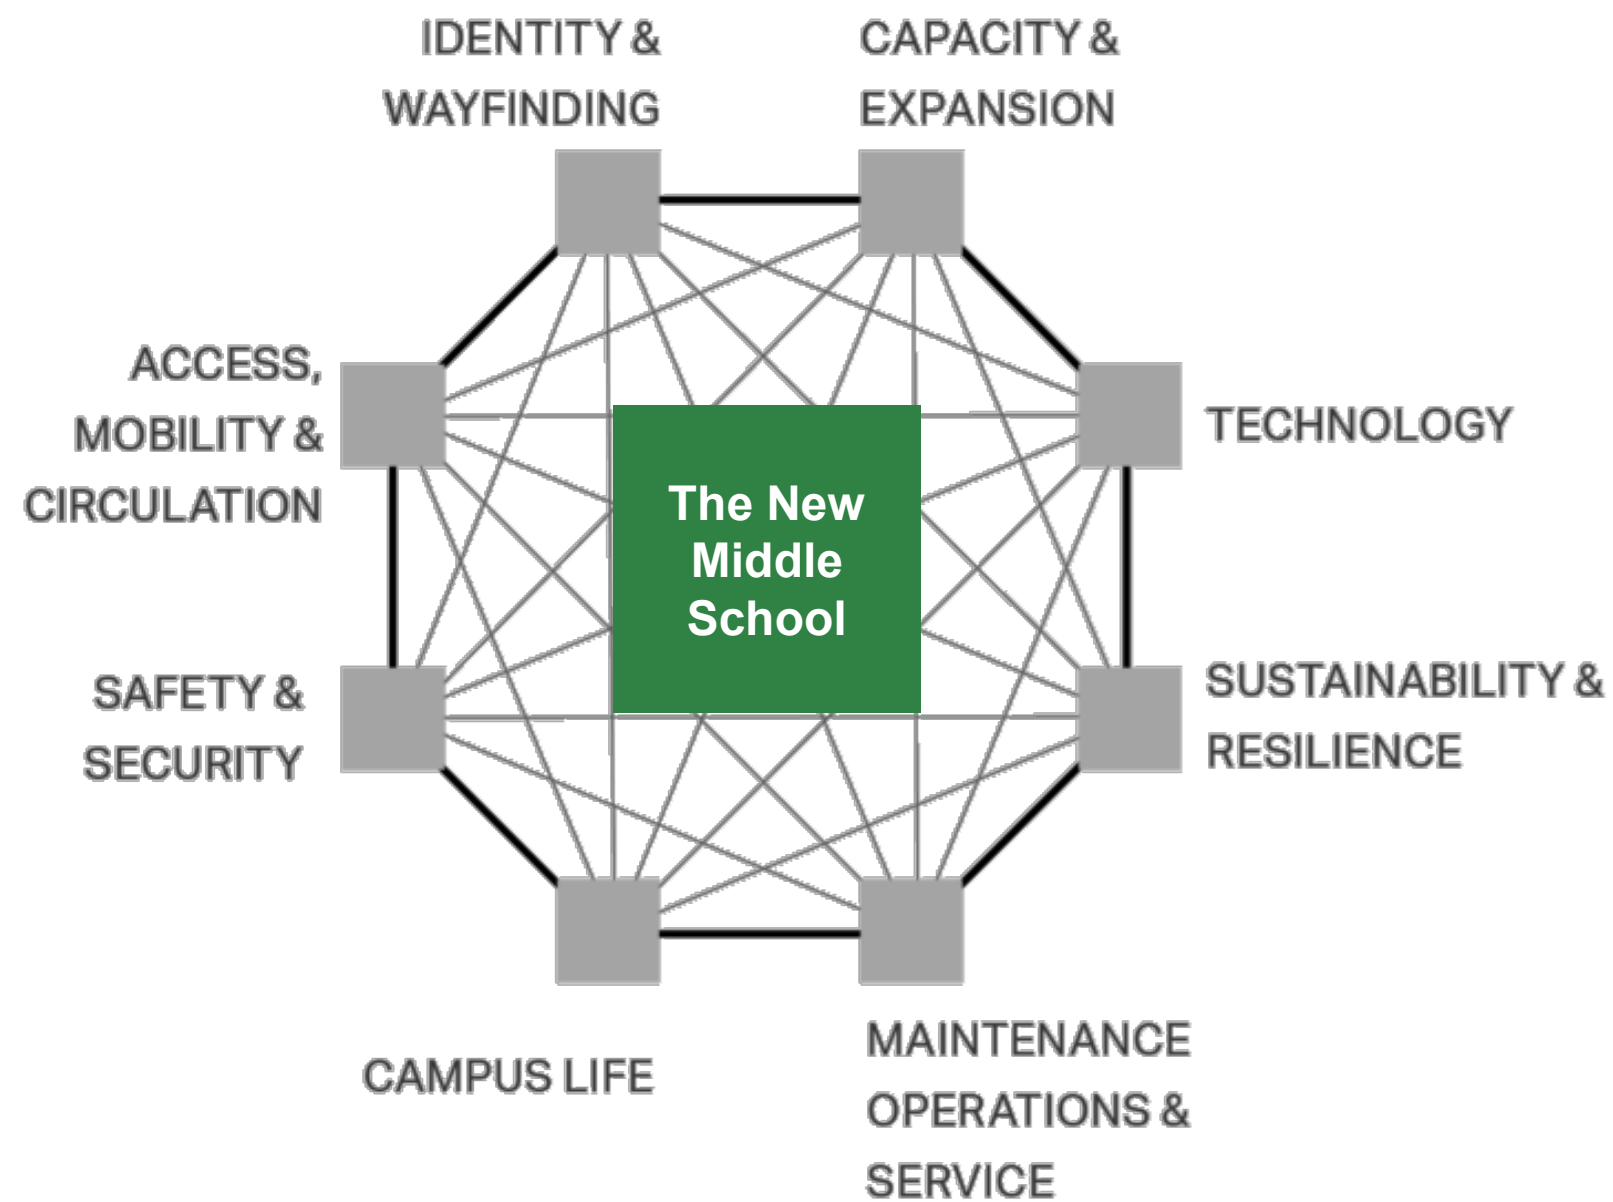 IDENTITY &
WAYFINDING
CAPACITY &
EXPANSION
ACCESS,
MOBILITY &
CIRCULATION
TECHNOLOGY
The New
Middle
School
SAFETY &
SECURITY
SUSTAINABILITY &
RESILIENCE
CAMPUS LIFE
MAINTENANCE
OPERATIONS &
SERVICE